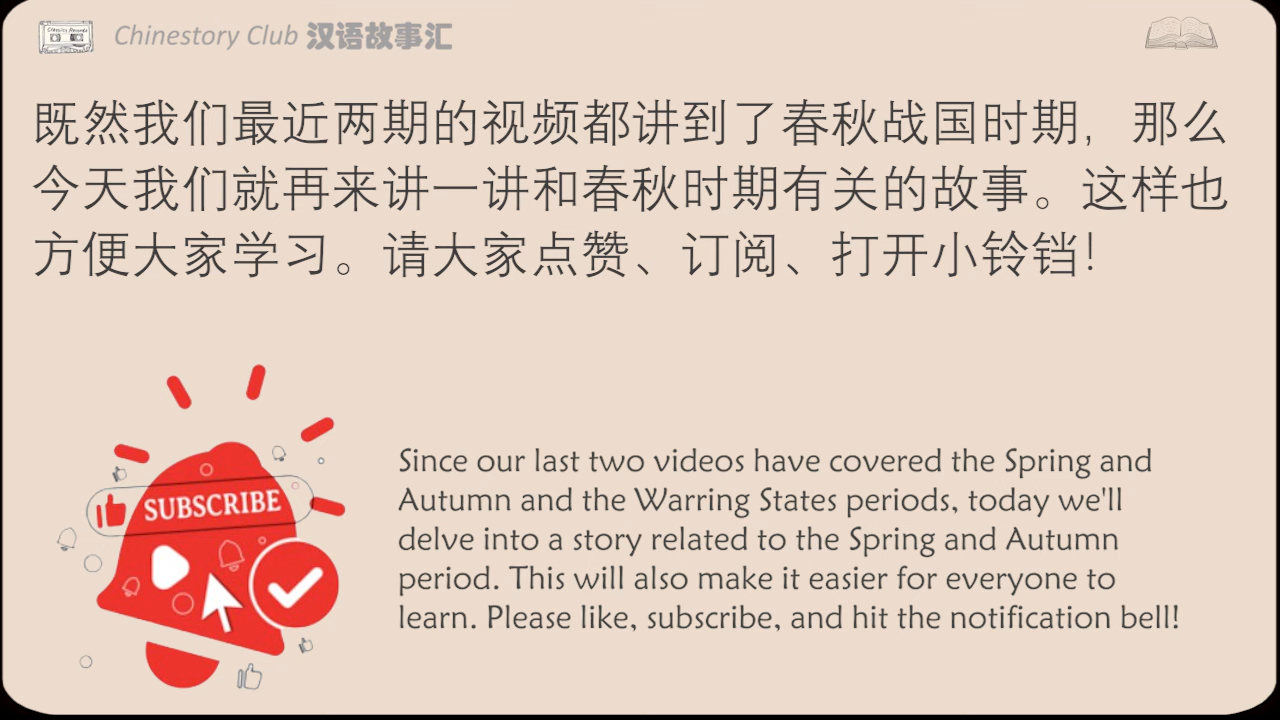 Chinestory Club 汉语故事汇
既然我们最近两期的视频都讲到了春秋战国时期，那么
今天我们就再来讲一讲和春秋时期有关的故事。这样也
方便大家学习。请大家点赞、订阅、打开小铃铛！
SUBSCRIBE
Since our last two videos have covered the Spring and
Autumn and the Warring States periods, today we'll
delve into a story related to the Spring and Autumn
period. This will also make it easier for everyone to
learn. Please like, subscribe, and hit the notification bell!